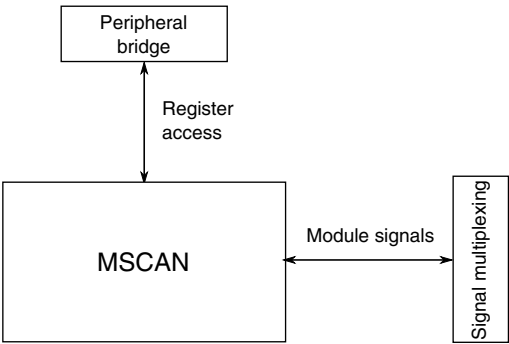 Peripheral
bridge
Register
access
MSCAN
Module signals
Signal multiplexing